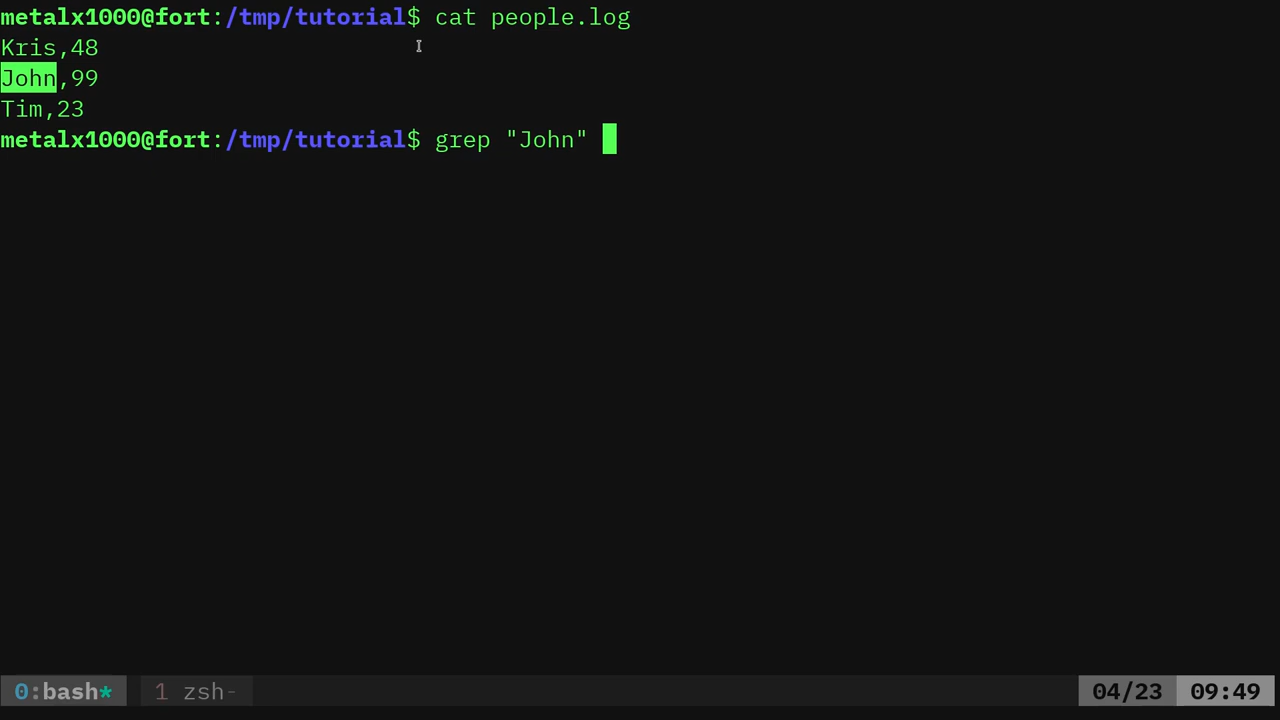 metalx1000@fort:/tmp/tutorial$ cat people.log
Kris,48
John,99
Tim,23
metalx1000@fort:/tmp/tutorial$ grep "John"
0:bash* 1 zsh- 04/23 09:49